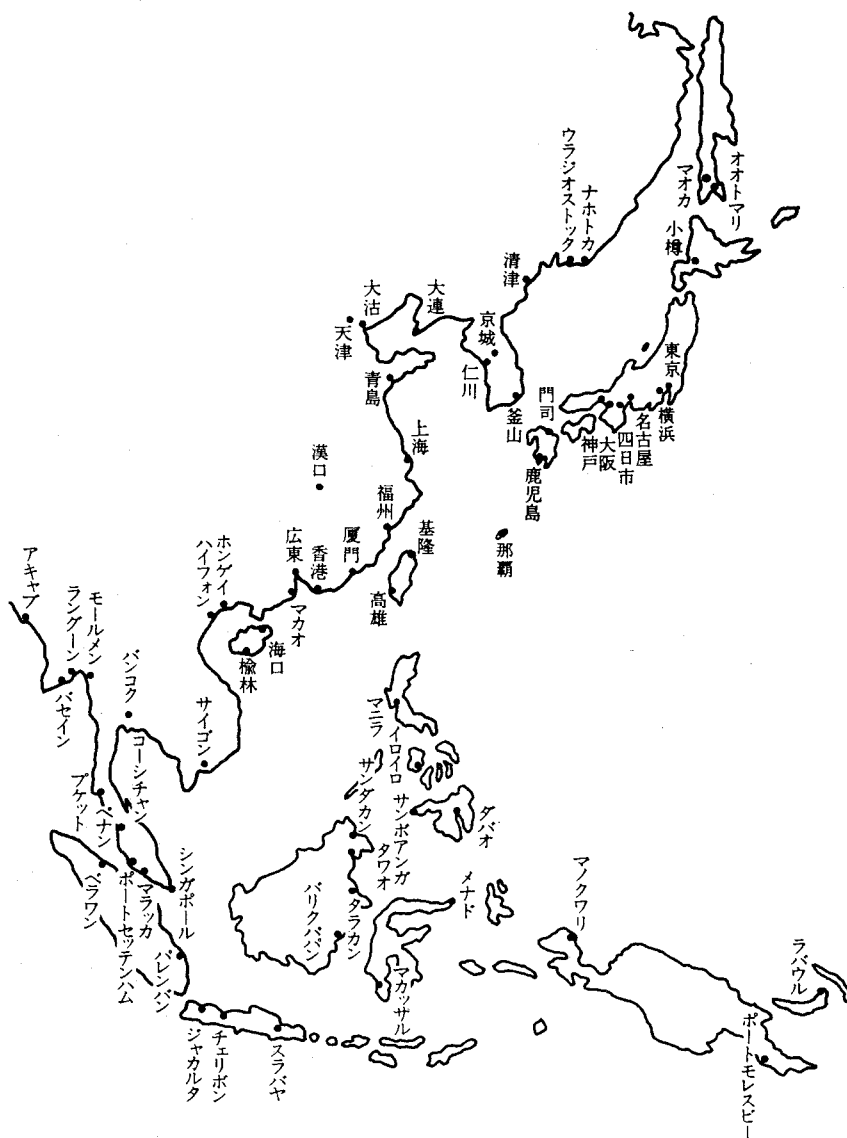 オオトマリ
マオカ
小樽
ナホトカ
ウラジオストック
清津
京城
仁川
釜山
大連
大沽
天津
青島
上海
漢口
福州
厦門
香港
広東
マカオ
基隆
高雄
那覇
東京
横浜
名古屋
四日市
大阪
神戸
門司
鹿児島
ホンゲイ
ハイフォン
海口
楡林
サイゴン
バンコク
コーシチャン
モールメン
ラングーン
バセイン
アキャブ
プケット
ペナン
ベラワン
ポートセッテンハム
マラッカ
シンガポール
パレンバン
ジャカルタ
チェリボン
スラバヤ
マニラ
イロイロ
サンボアンガ
ダバオ
サンダカン
タワオ
タラカン
バリクパパン
メナド
マカッサル
マノクワリ
ラバウル
ポートモレスビー